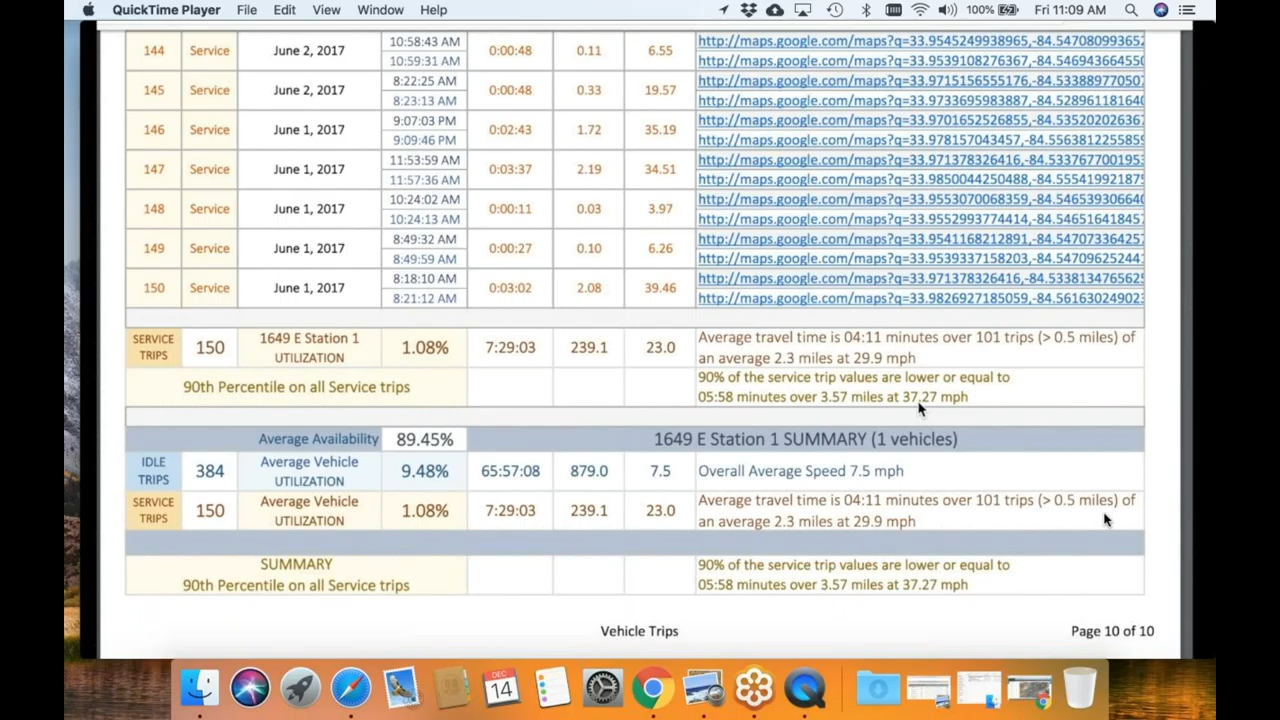 QuickTime Player File Edit View Window Help 100% Fri 11:09 AM
144 Service June 2, 2017 10:58:43 AM 0:00:48 0.11 6.55 http://maps.google.com/maps?q=33.9545249938965,-84.547080993652
10:59:31 AM http://maps.google.com/maps?q=33.9539108276367,-84.546943664550
145 Service June 2, 2017 8:22:25 AM 0:00:48 0.33 19.57 http://maps.google.com/maps?q=33.9715156555176,-84.533889770507
8:23:13 AM http://maps.google.com/maps?q=33.9733695983887,-84.528961181640
146 Service June 1, 2017 9:07:03 PM 0:02:43 1.72 35.19 http://maps.google.com/maps?q=33.9701652526855,-84.535202026367
9:09:46 PM http://maps.google.com/maps?q=33.978157043457,-84.5563812255859
147 Service June 1, 2017 11:53:59 AM 0:03:37 2.19 34.51 http://maps.google.com/maps?q=33.971378326416,-84.5337677001953
11:57:36 AM http://maps.google.com/maps?q=33.9850044250488,-84.555419921875
148 Service June 1, 2017 10:24:02 AM 0:00:11 0.03 3.97 http://maps.google.com/maps?q=33.9553070068359,-84.546539306640
10:24:13 AM http://maps.google.com/maps?q=33.9552993774414,-84.546516418457
149 Service June 1, 2017 8:49:32 AM 0:00:27 0.10 6.26 http://maps.google.com/maps?q=33.9541168212891,-84.547073364257
8:49:59 AM http://maps.google.com/maps?q=33.9539337158203,-84.547096252441
150 Service June 1, 2017 8:18:10 AM 0:03:02 2.08 39.46 http://maps.google.com/maps?q=33.971378326416,-84.5338134765625
8:21:12 AM http://maps.google.com/maps?q=33.9826927185059,-84.561630249023
SERVICE TRIPS 150 1649 E Station 1 UTILIZATION 1.08% 7:29:03 239.1 23.0 Average travel time is 04:11 minutes over 101 trips (> 0.5 miles) of
an average 2.3 miles at 29.9 mph
90th Percentile on all Service trips 90% of the service trip values are lower or equal to
05:58 minutes over 3.57 miles at 37.27 mph
Average Availability 89.45% 1649 E Station 1 SUMMARY (1 vehicles)
IDLE TRIPS 384 Average Vehicle UTILIZATION 9.48% 65:57:08 879.0 7.5 Overall Average Speed 7.5 mph
SERVICE TRIPS 150 Average Vehicle UTILIZATION 1.08% 7:29:03 239.1 23.0 Average travel time is 04:11 minutes over 101 trips (> 0.5 miles) of
an average 2.3 miles at 29.9 mph
SUMMARY 90% of the service trip values are lower or equal to
90th Percentile on all Service trips 05:58 minutes over 3.57 miles at 37.27 mph
Vehicle Trips Page 10 of 10
DEC
14